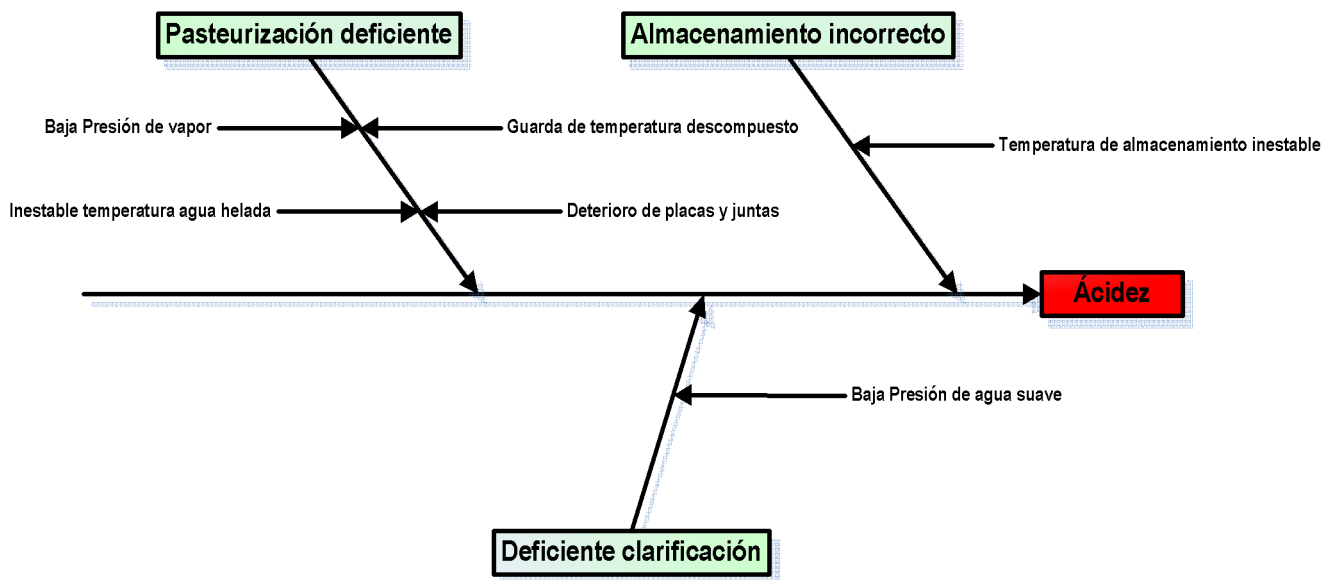 Pasteurización deficiente
Almacenamiento incorrecto
Baja Presión de vapor
Guarda de temperatura descompuesto
Temperatura de almacenamiento inestable
Inestable temperatura agua helada
Deterioro de placas y juntas
Ácidez
Baja Presión de agua suave
Deficiente clarificación